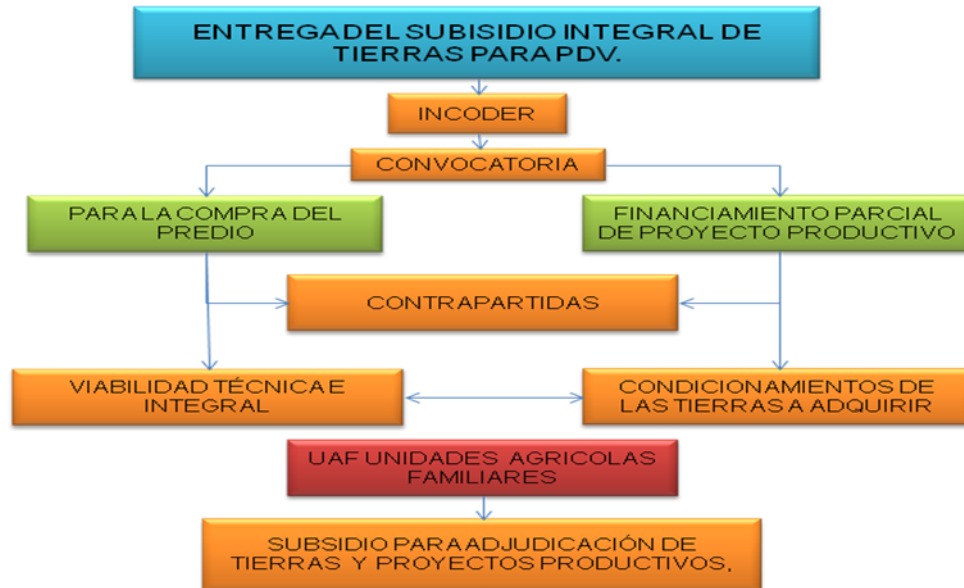 ENTREGA DEL SUBISIDIO INTEGRAL DE
TIERRAS PARA PDV.
INCODER
CONVOCATORIA
PARA LA COMPRA DEL
PREDIO
FINANCIAMIENTO PARCIAL
DE PROYECTO PRODUCTIVO
CONTRAPARTIDAS
VIABILIDAD TÉCNICA E
INTEGRAL
CONDICIONAMIENTOS DE
LAS TIERRAS A ADQUIRIR
UAF UNIDADES AGRICOLAS
FAMILIARES
SUBSIDIO PARA ADJUDICACIÓN DE
TIERRAS Y PROYECTOS PRODUCTIVOS.